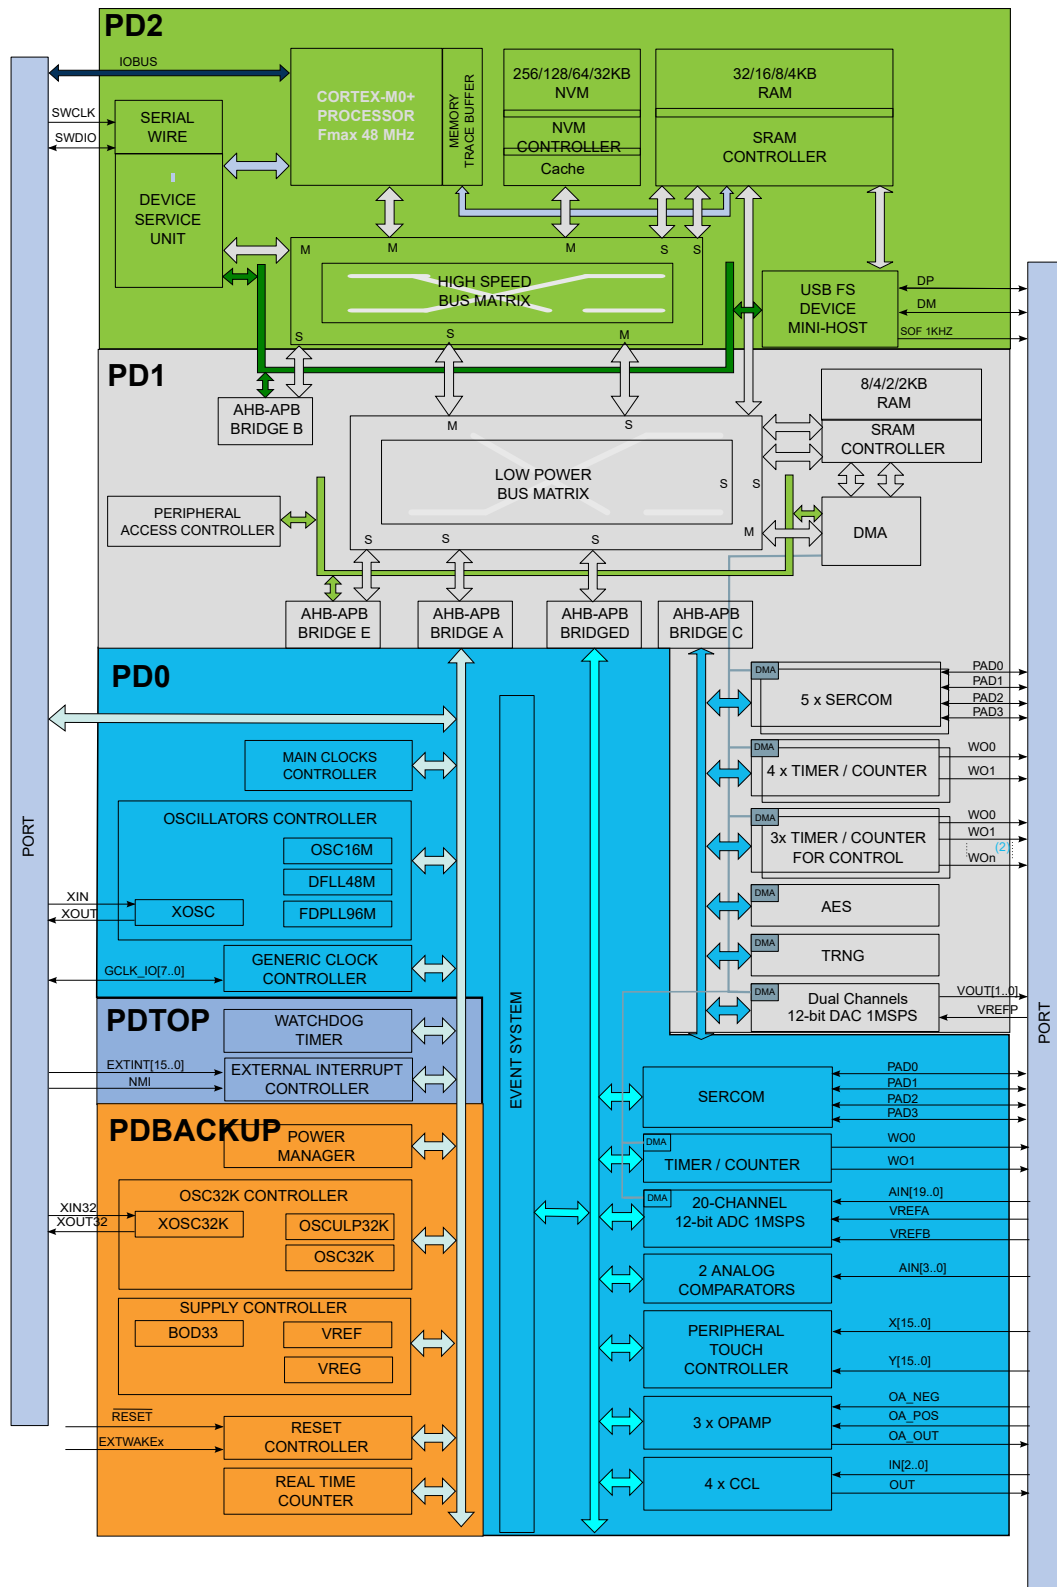 PD2
IOBUS
SWCLK
SWDIO
SERIAL
WIRE
DEVICE
SERVICE
UNIT
CORTEX-M0+
PROCESSOR
Fmax 48 MHz
MEMORY
TRACE BUFFER
256/128/64/32KB
NVM
NVM
CONTROLLER
Cache
32/16/8/4KB
RAM
SRAM
CONTROLLER
M
M
M
S
S
HIGH SPEED
BUS MATRIX
S
S
M
USB FS
DEVICE
MINI-HOST
DP
DM
SOF 1KHZ
PD1
AHB-APB
BRIDGE B
8/4/2/2KB
RAM
SRAM
CONTROLLER
M
S
LOW POWER
BUS MATRIX
S
S
M
S
S
S
PERIPHERAL
ACCESS CONTROLLER
DMA
AHB-APB
BRIDGE E
AHB-APB
BRIDGE A
AHB-APB
BRIDGED
AHB-APB
BRIDGE C
PD0
PORT
MAIN CLOCKS
CONTROLLER
OSCILLATORS CONTROLLER
OSC16M
DFLL48M
FDPLL96M
XOSC
XIN
XOUT
GCLK_IO[7..0]
GENERIC CLOCK
CONTROLLER
DMA
5 x SERCOM
PAD0
PAD1
PAD2
PAD3
DMA
4 x TIMER / COUNTER
WO0
WO1
DMA
3x TIMER / COUNTER
FOR CONTROL
WO0
WO1
(2)
WOn
DMA
AES
DMA
TRNG
DMA
Dual Channels
12-bit DAC 1MSPS
VOUT[1..0]
VREFP
PORT
PDTOP
WATCHDOG
TIMER
EXTINT[15..0]
NMI
EXTERNAL INTERRUPT
CONTROLLER
EVENT SYSTEM
PDBACKUP
POWER
MANAGER
OSC32K CONTROLLER
XIN32
XOUT32
XOSC32K
OSCULP32K
OSC32K
SUPPLY CONTROLLER
BOD33
VREF
VREG
RESET
EXTWAKEx
RESET
CONTROLLER
REAL TIME
COUNTER
SERCOM
PAD0
PAD1
PAD2
PAD3
DMA
TIMER / COUNTER
WO0
WO1
DMA
20-CHANNEL
12-bit ADC 1MSPS
AIN[19..0]
VREFA
VREFB
2 ANALOG
COMPARATORS
AIN[3..0]
PERIPHERAL
TOUCH
CONTROLLER
X[15..0]
Y[15..0]
3 x OPAMP
OA_NEG
OA_POS
OA_OUT
4 x CCL
IN[2..0]
OUT